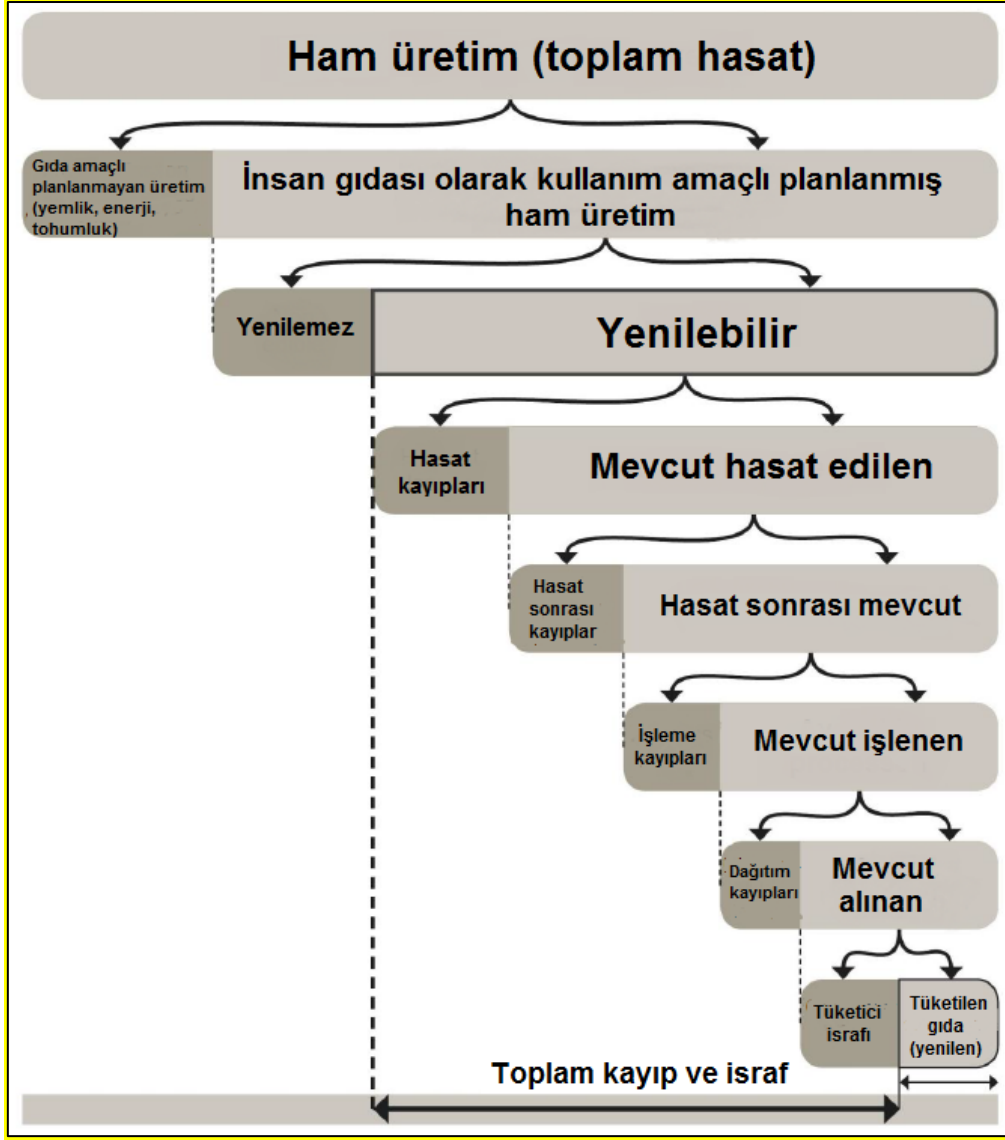 Ham üretim (toplam hasat)
Gıda amaçlı
planlanmayan üretim
(yemlik, enerji,
tohumluk)
İnsan gıdası olarak kullanım amaçlı planlanmış
ham üretim
Yenilemez
Yenilebilir
Hasat
kayıpları
Mevcut hasat edilen
Hasat
sonrası
kayıplar
Hasat sonrası mevcut
İşleme
kayıpları
Mevcut işlenen
Dağıtım
kayıpları
Mevcut
alınan
Tüketici
israfı
Tüketilen
gıda
(yenilen)
Toplam kayıp ve israf